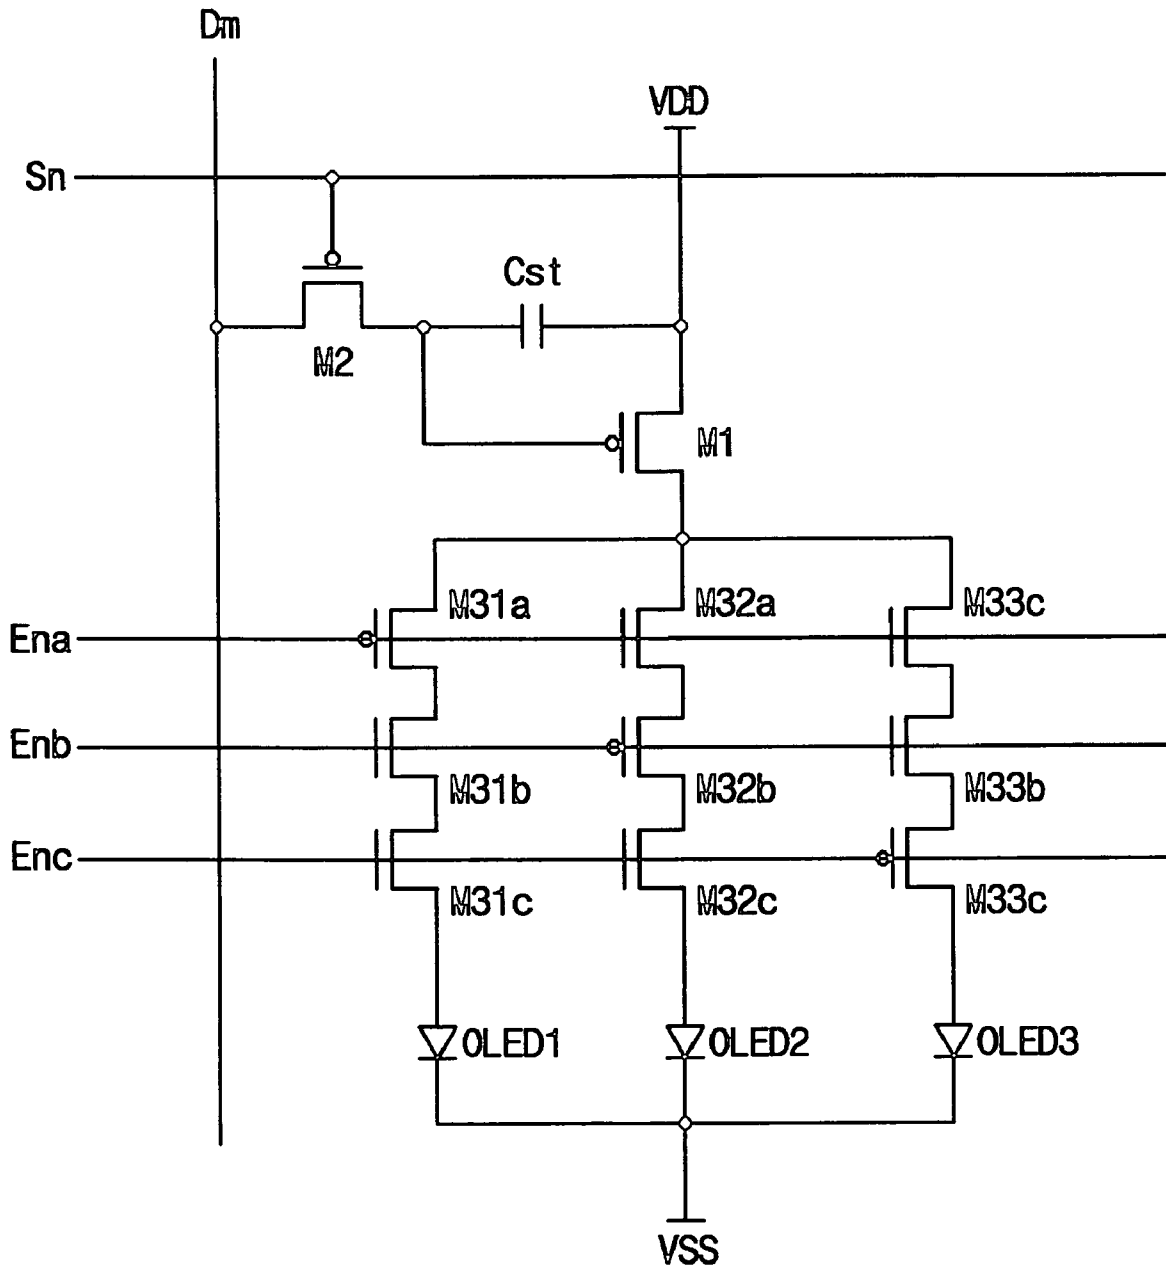 Dm
VDD
Sn
Cst
M2
M1
M31a
M32a
M33c
Ena
Enb
M31b
M32b
M33b
Enc
M31c
M32c
M33c
OLED1
OLED2
OLED3
VSS